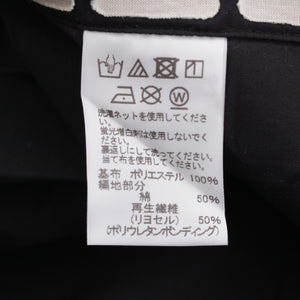 洗濯ネットを使用してくださ
い。
蛍光増白剤は使用しないでく
ださい。
裏返しにして洗ってください。
当て布を使用してください。
基布 ポリエステル 100%
編地部分
綿 50%
再生繊維 50%
(リヨセル)
(ポリウレタンボンディング)